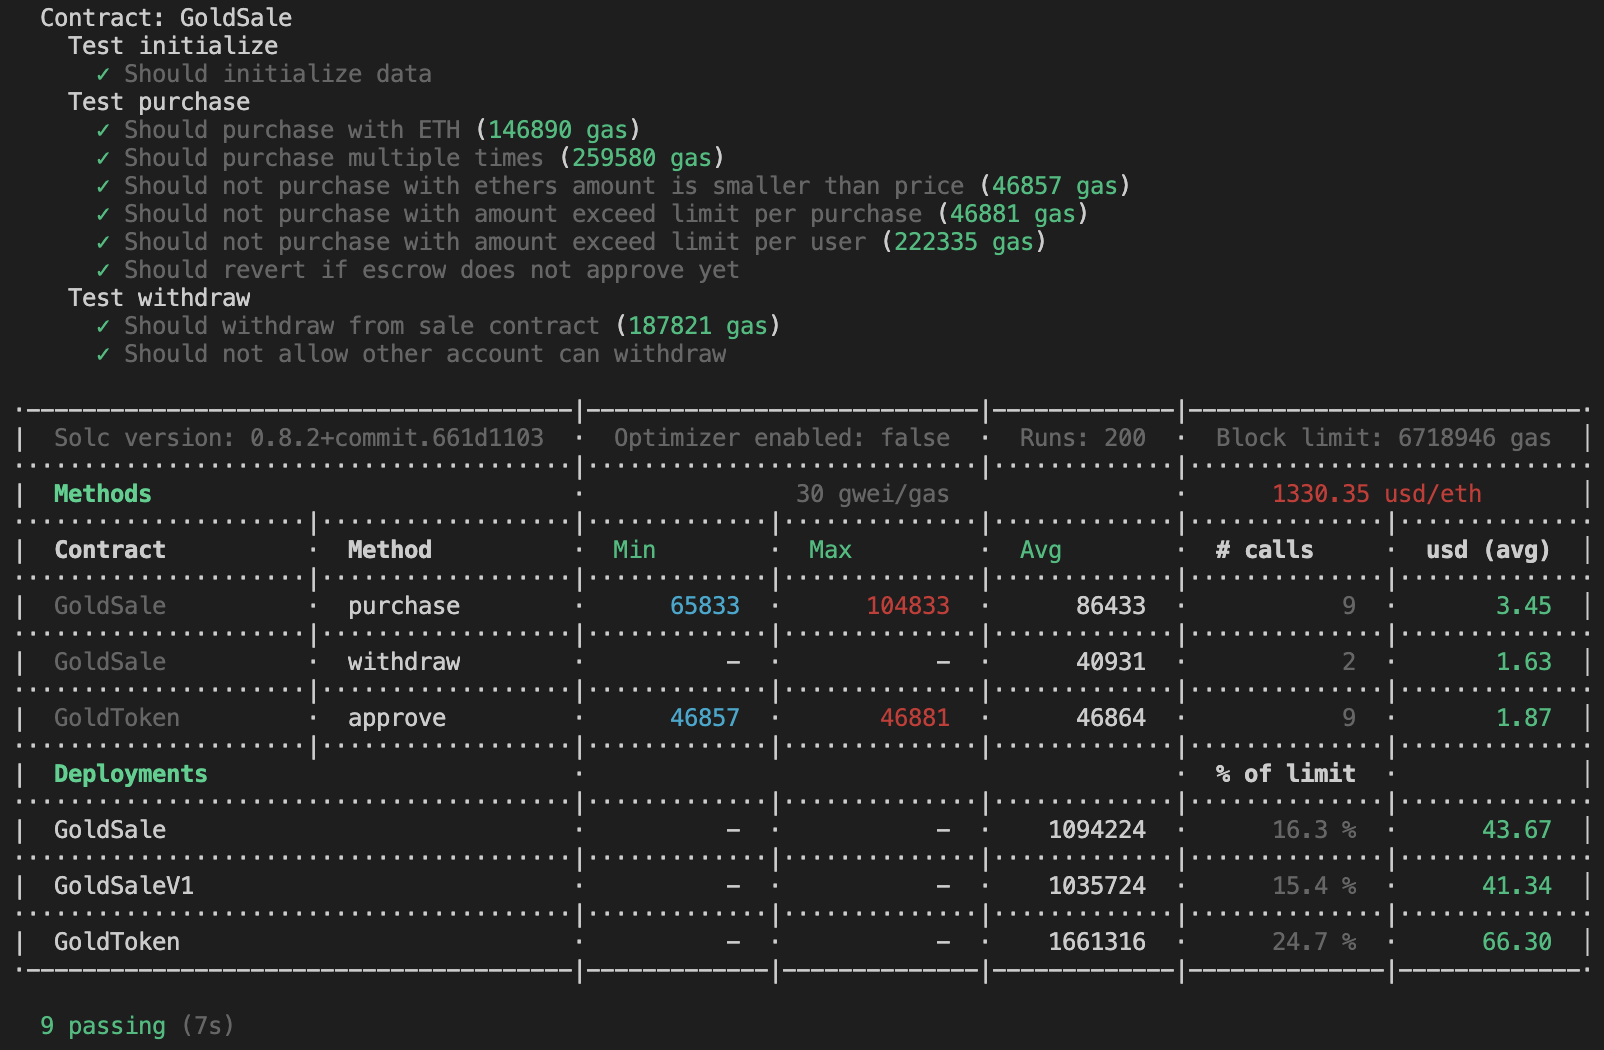 Contract: GoldSale
Test initialize
✓ Should initialize data
Test purchase
✓ Should purchase with ETH (146890 gas)
✓ Should purchase multiple times (259580 gas)
✓ Should not purchase with ethers amount is smaller than price (46857 gas)
✓ Should not purchase with amount exceed limit per purchase (46881 gas)
✓ Should not purchase with amount exceed limit per user (222335 gas)
✓ Should revert if escrow does not approve yet
Test withdraw
✓ Should withdraw from sale contract (187821 gas)
✓ Should not allow other account can withdraw
Solc version: 0.8.2+commit.661d1103 · Optimizer enabled: false · Runs: 200 · Block limit: 6718946 gas
Methods · 30 gwei/gas · 1330.35 usd/eth
Contract · Method · Min · Max · Avg · # calls · usd (avg)
GoldSale · purchase · 65833 · 104833 · 86433 · 9 · 3.45
GoldSale · withdraw · – · – · 40931 · 2 · 1.63
GoldToken · approve · 46857 · 46881 · 46864 · 9 · 1.87
Deployments · · % of limit ·
GoldSale · – · – · 1094224 · 16.3 % · 43.67
GoldSaleV1 · – · – · 1035724 · 15.4 % · 41.34
GoldToken · – · – · 1661316 · 24.7 % · 66.30
9 passing (7s)